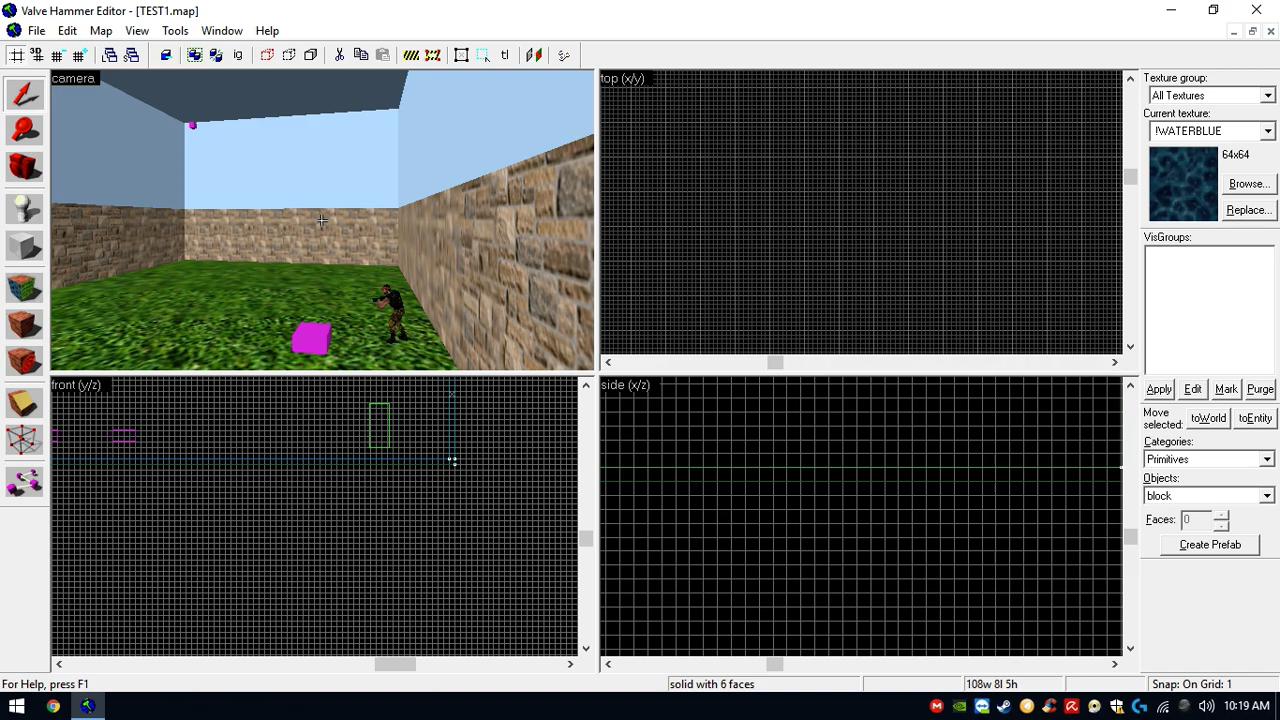 Valve Hammer Editor - [TEST1.map]
File Edit Map View Tools Window Help
3D
ig
tl
camera
top (x/y)
front (y/z)
side (x/z)
Texture group:
All Textures
Current texture:
!WATERBLUE
64x64
Browse...
Replace...
VisGroups:
Apply Edit Mark Purge
Move selected:
toWorld toEntity
Categories:
Primitives
Objects:
block
Faces: 0
Create Prefab
For Help, press F1
solid with 6 faces
108w 8l 5h
Snap: On Grid: 1
10:19 AM